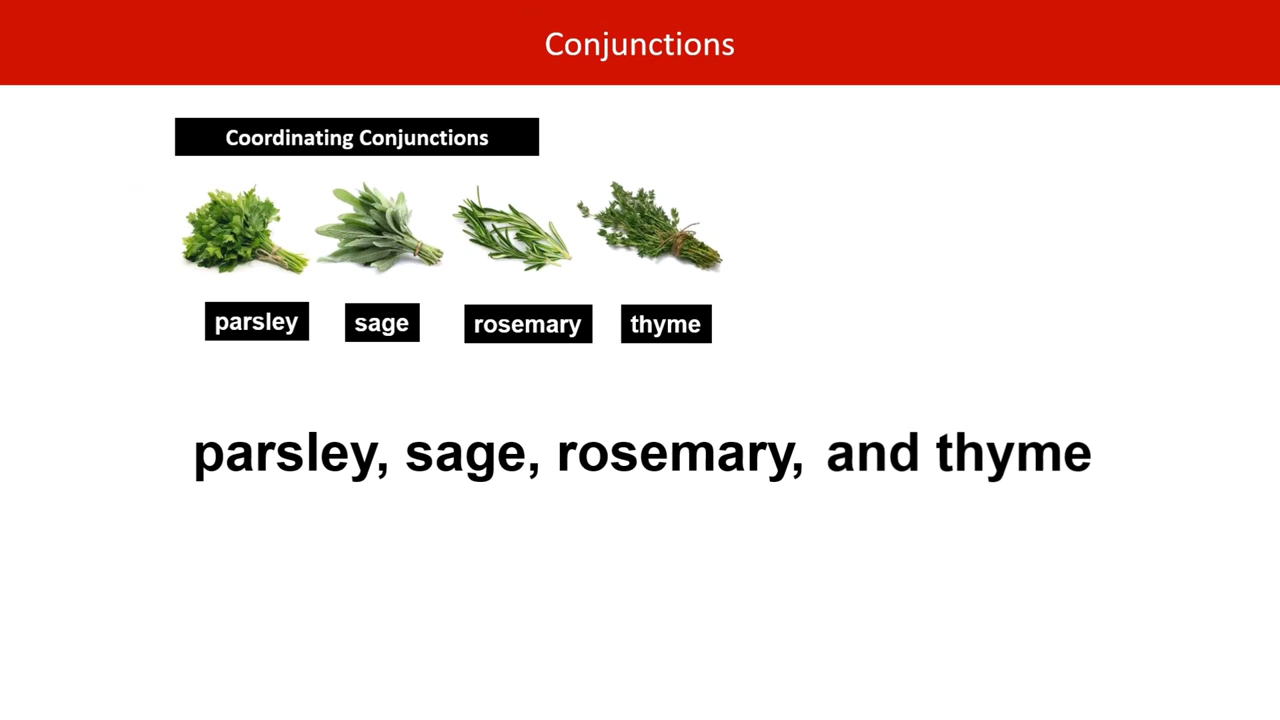 Conjunctions
Coordinating Conjunctions
parsley sage rosemary thyme
parsley, sage, rosemary, and thyme